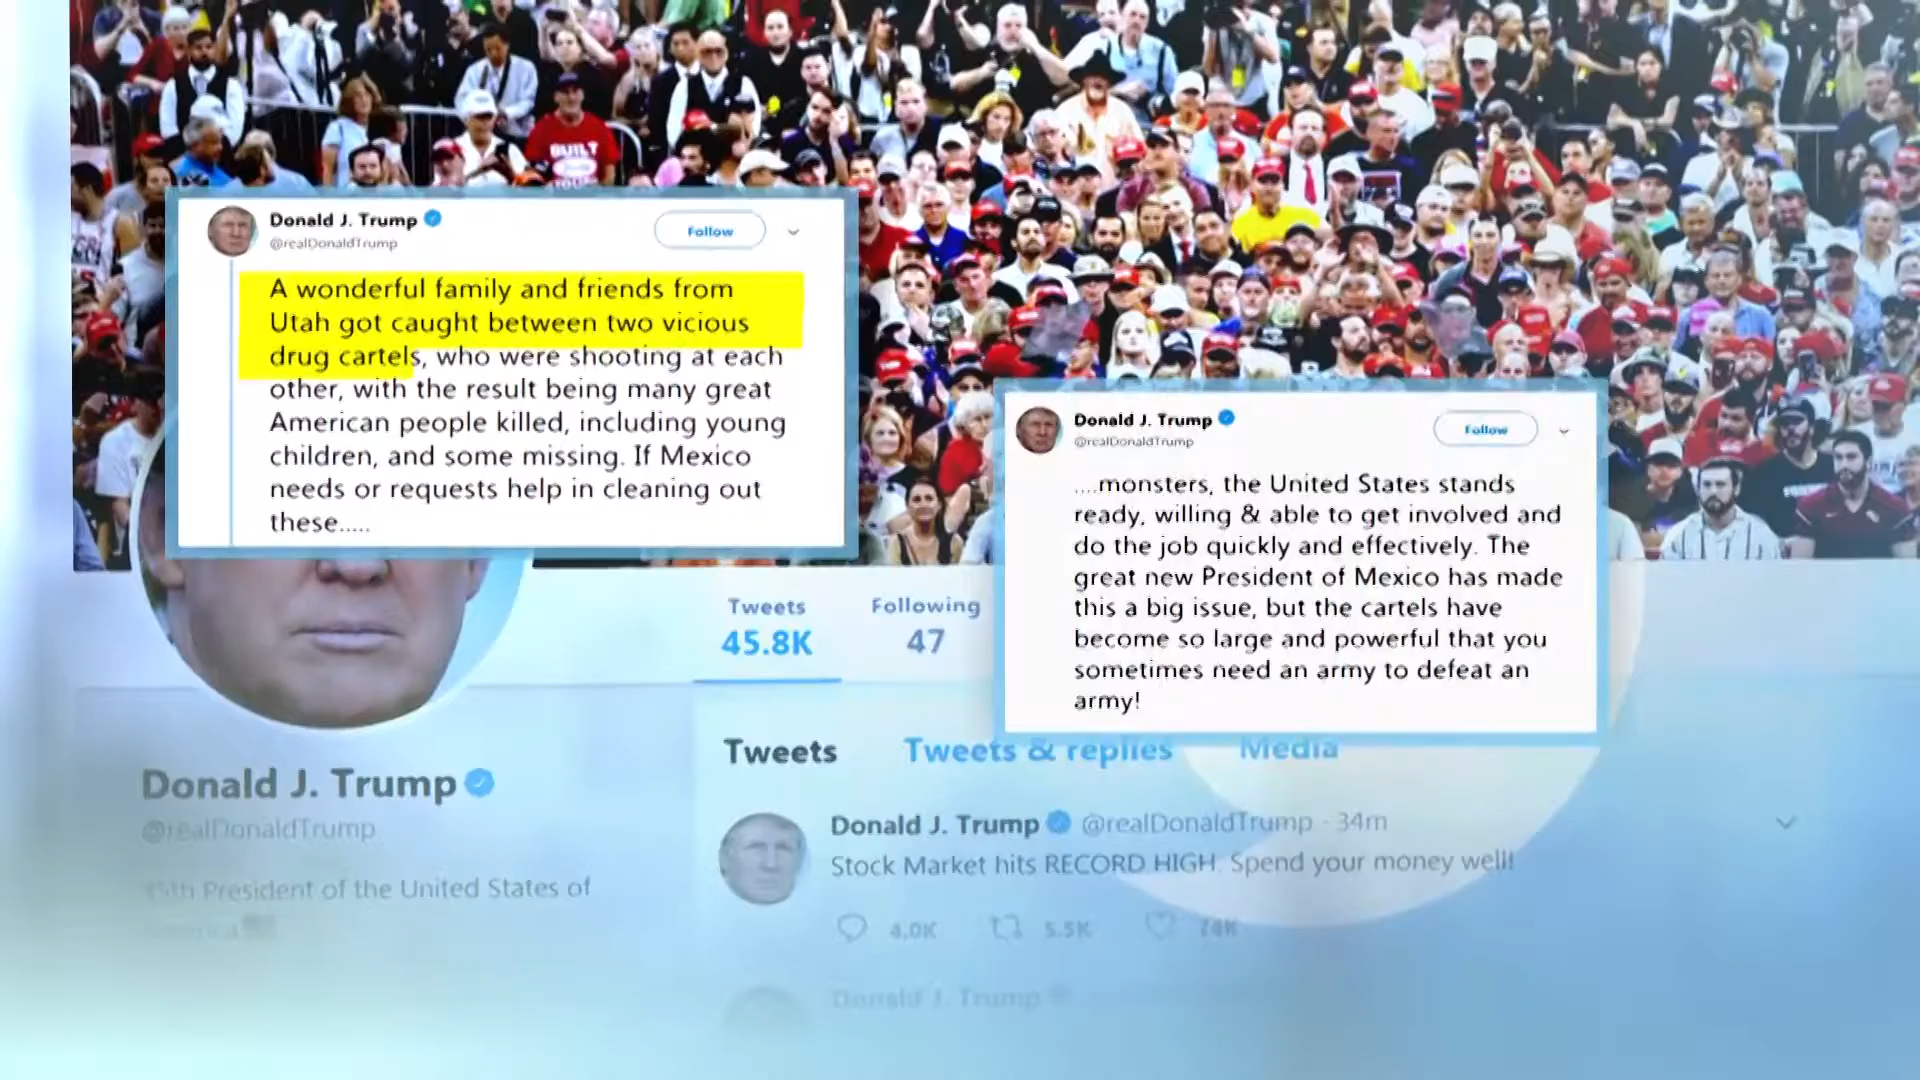 BUILT
Donald J. Trump
@realDonaldTrump
Follow
A wonderful family and friends from
Utah got caught between two vicious
drug cartels, who were shooting at each
other, with the result being many great
American people killed, including young
children, and some missing. If Mexico
needs or requests help in cleaning out
these.....
Donald J. Trump
@realDonaldTrump
Follow
....monsters, the United States stands
ready, willing & able to get involved and
do the job quickly and effectively. The
great new President of Mexico has made
this a big issue, but the cartels have
become so large and powerful that you
sometimes need an army to defeat an
army!
Tweets
45.8K
Following
47
Donald J. Trump
@realDonaldTrump
45th President of the United States of
America
Tweets Tweets & replies Media
Donald J. Trump @realDonaldTrump · 34m
Stock Market hits RECORD HIGH. Spend your money well!
4.0K 5.5K
Donald J. Trump